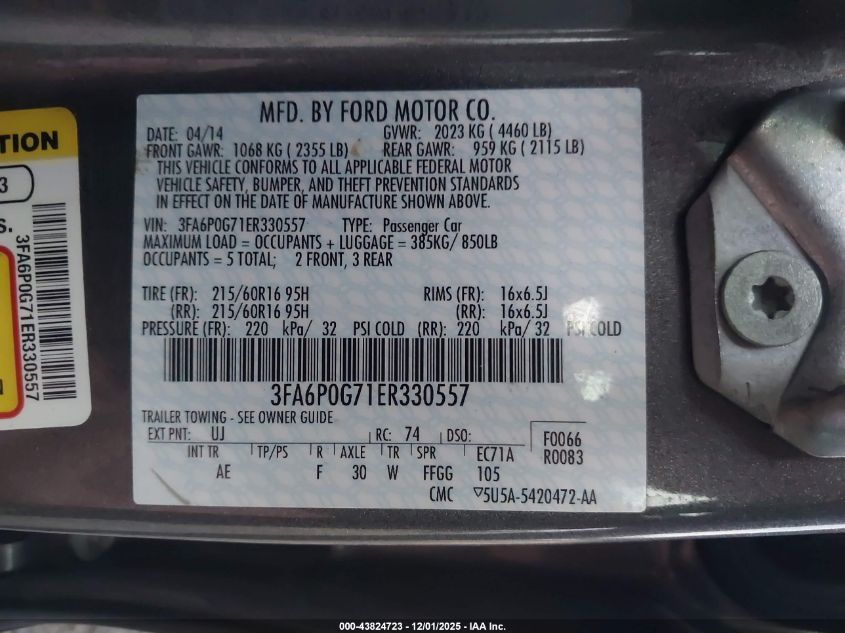 MFD. BY FORD MOTOR CO.
DATE: 04/14 GVWR: 2023 KG ( 4460 LB)
FRONT GAWR: 1068 KG ( 2355 LB) REAR GAWR: 959 KG ( 2115 LB)
THIS VEHICLE CONFORMS TO ALL APPLICABLE FEDERAL MOTOR
VEHICLE SAFETY, BUMPER, AND THEFT PREVENTION STANDARDS
IN EFFECT ON THE DATE OF MANUFACTURE SHOWN ABOVE.
VIN: 3FA6P0G71ER330557 TYPE: Passenger Car
MAXIMUM LOAD = OCCUPANTS + LUGGAGE = 385KG/ 850LB
OCCUPANTS = 5 TOTAL; 2 FRONT, 3 REAR
TIRE (FR): 215/60R16 95H RIMS (FR): 16x6.5J
(RR): 215/60R16 95H (RR): 16x6.5J
PRESSURE (FR): 220 kPa/ 32 PSI COLD (RR): 220 kPa/ 32 PSI COLD
3FA6P0G71ER330557
TRAILER TOWING - SEE OWNER GUIDE
EXT PNT: UJ RC: 74 DSO: F0066
R0083
INT TR TP/PS R AXLE TR SPR EC71A
AE F 30 W FFGG 105
CMC ▽5U5A-5420472-AA
TION
3
S.
3FA6P0G71ER330557
N
000-43824723 - 12/01/2025 - IAA Inc.